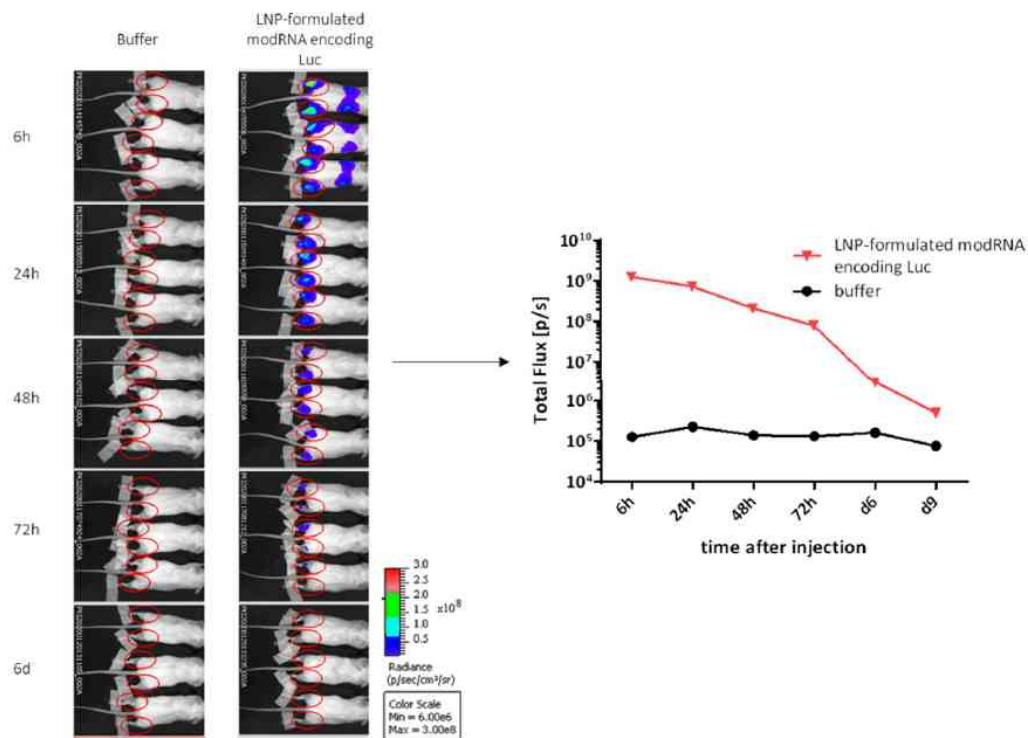 Buffer
LNP-formulated
modRNA encoding
Luc
6h
24h
48h
72h
6d
3.0
2.5
2.0
1.5
1.0
0.5
x10⁸
Radiance
(p/sec/cm³/sr)
Color Scale
Min = 6.00e6
Max = 3.00e8
Total Flux [p/s]
10¹⁰
10⁹
10⁸
10⁷
10⁶
10⁵
10⁴
6h
24h
48h
72h
d6
d9
time after injection
LNP-formulated modRNA
encoding Luc
buffer